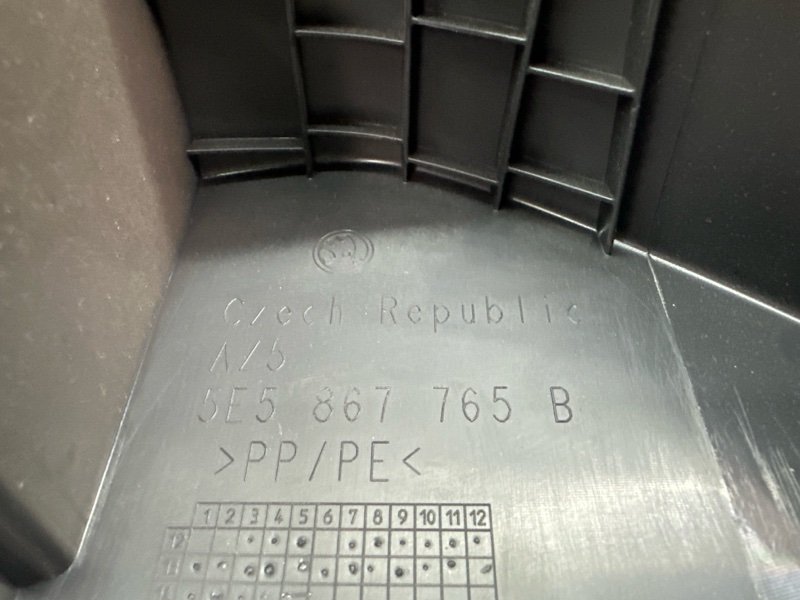 Czech Republic
A/5
5E5 867 765 B
>PP/PE<
1 2 3 4 5 6 7 8 9 10 11 12